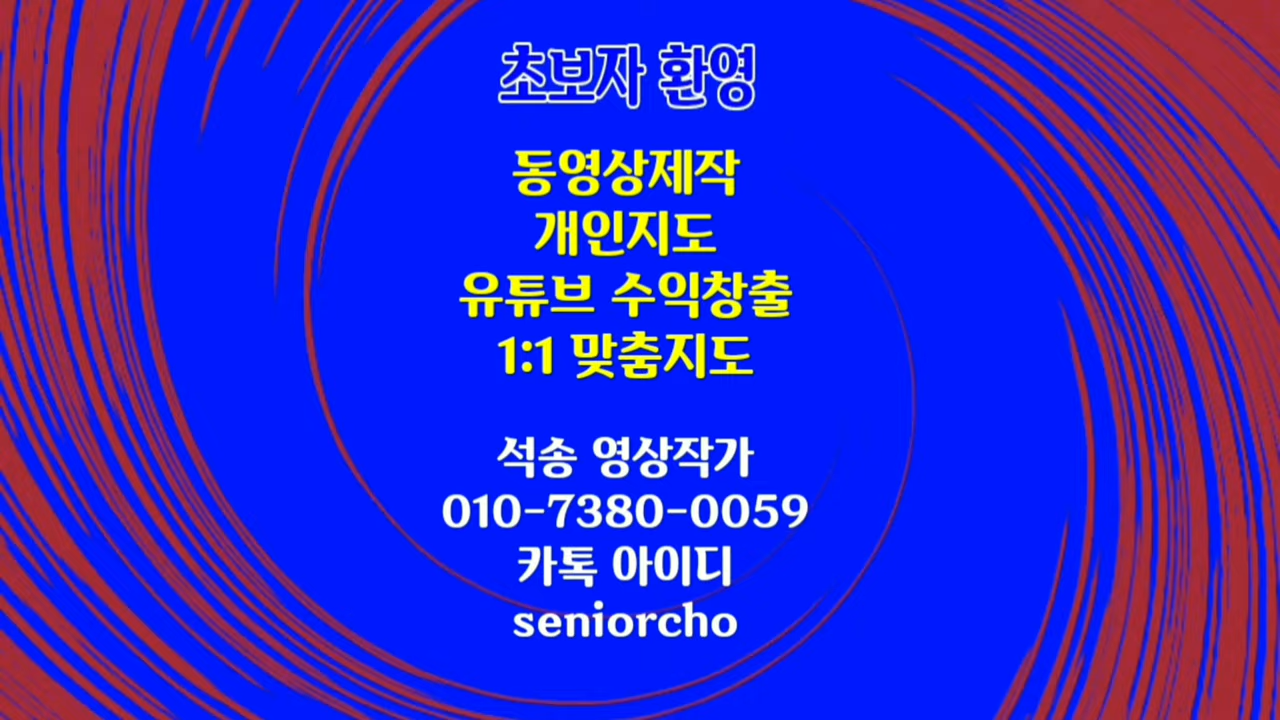 초보자 환영
동영상제작
개인지도
유튜브 수익창출
1:1 맞춤지도
석송 영상작가
010-7380-0059
카톡 아이디
seniorcho